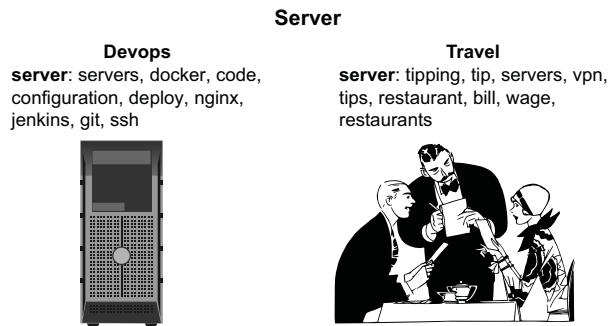 Server
Devops
server: servers, docker, code,
configuration, deploy, nginx,
jenkins, git, ssh
Travel
server: tipping, tip, servers, vpn,
tips, restaurant, bill, wage,
restaurants